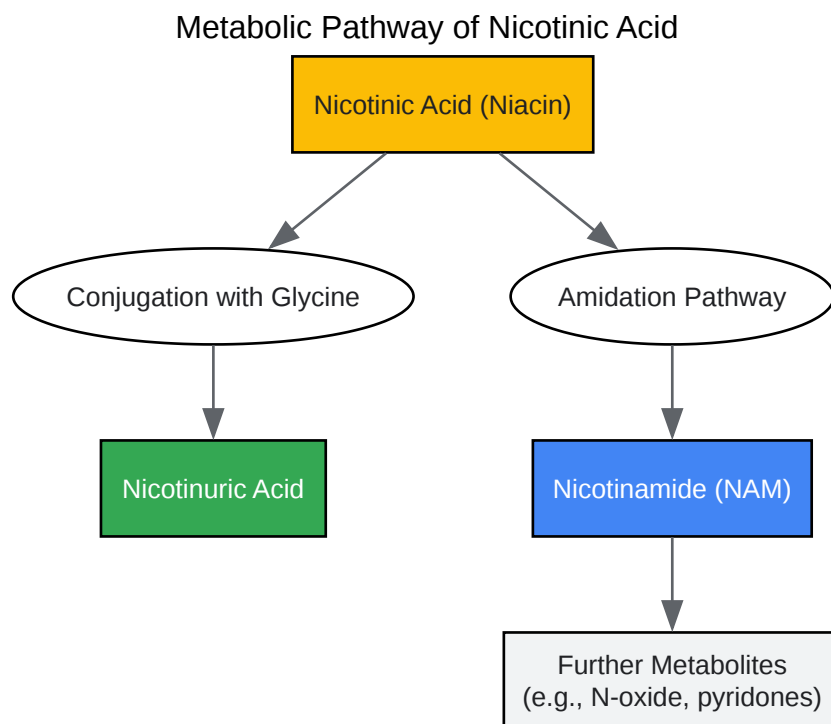 Metabolic Pathway of Nicotinic Acid
Nicotinic Acid (Niacin)
Conjugation with Glycine
Amidation Pathway
Nicotinuric Acid
Nicotinamide (NAM)
Further Metabolites
(e.g., N-oxide, pyridones)